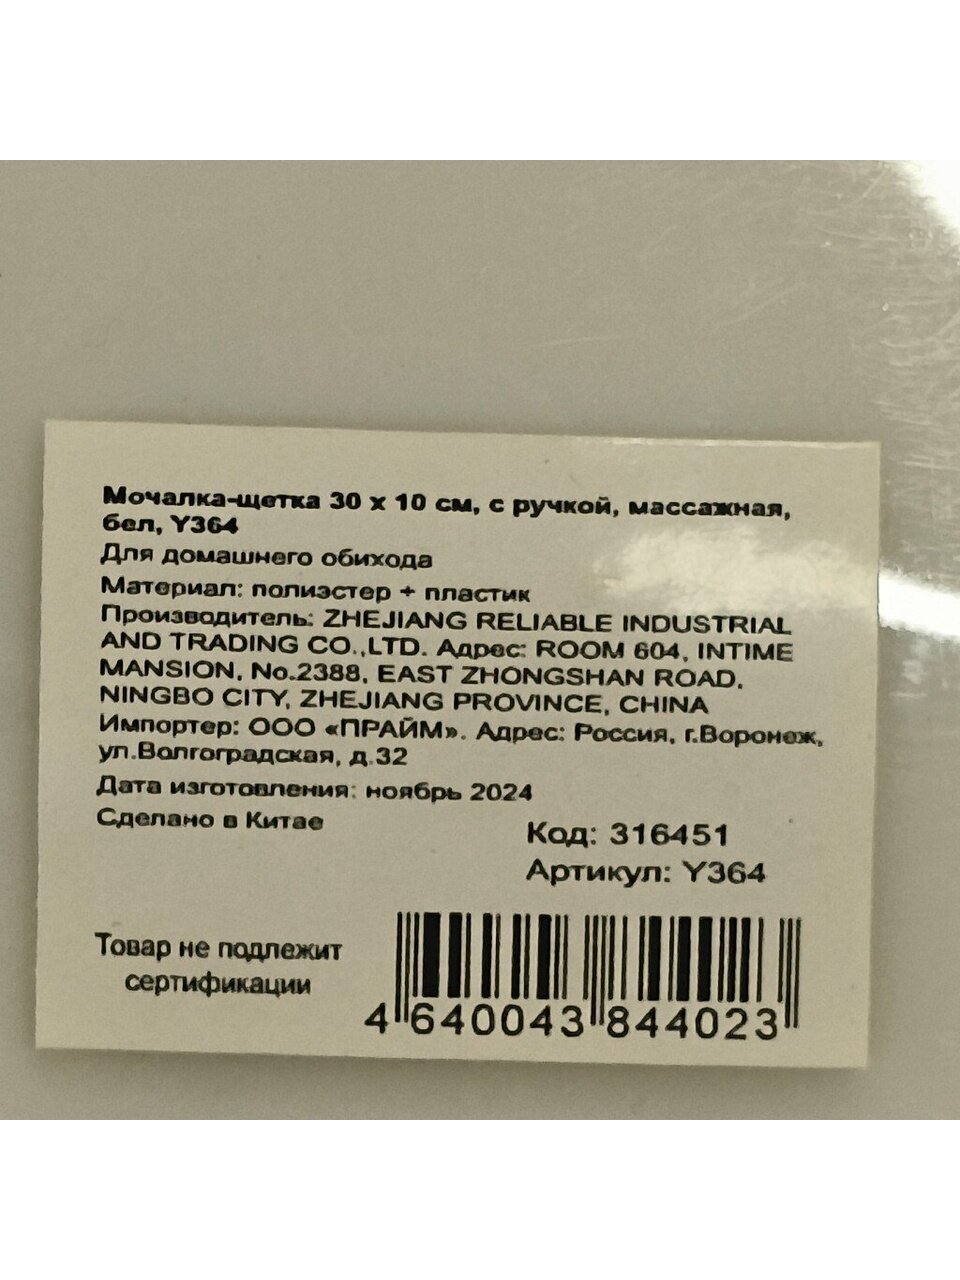 Мочалка-щетка 30 х 10 см, с ручкой, массажная,
бел, Y364
Для домашнего обихода
Материал: полиэстер + пластик
Производитель: ZHEJIANG RELIABLE INDUSTRIAL
AND TRADING CO.,LTD. Адрес: ROOM 604, INTIME
MANSION, No.2388, EAST ZHONGSHAN ROAD,
NINGBO CITY, ZHEJIANG PROVINCE, CHINA
Импортер: ООО «ПРАЙМ». Адрес: Россия, г.Воронеж,
ул.Волгоградская, д.32
Дата изготовления: ноябрь 2024
Сделано в Китае
Код: 316451
Артикул: Y364
Товар не подлежит
сертификации
4 640043 844023